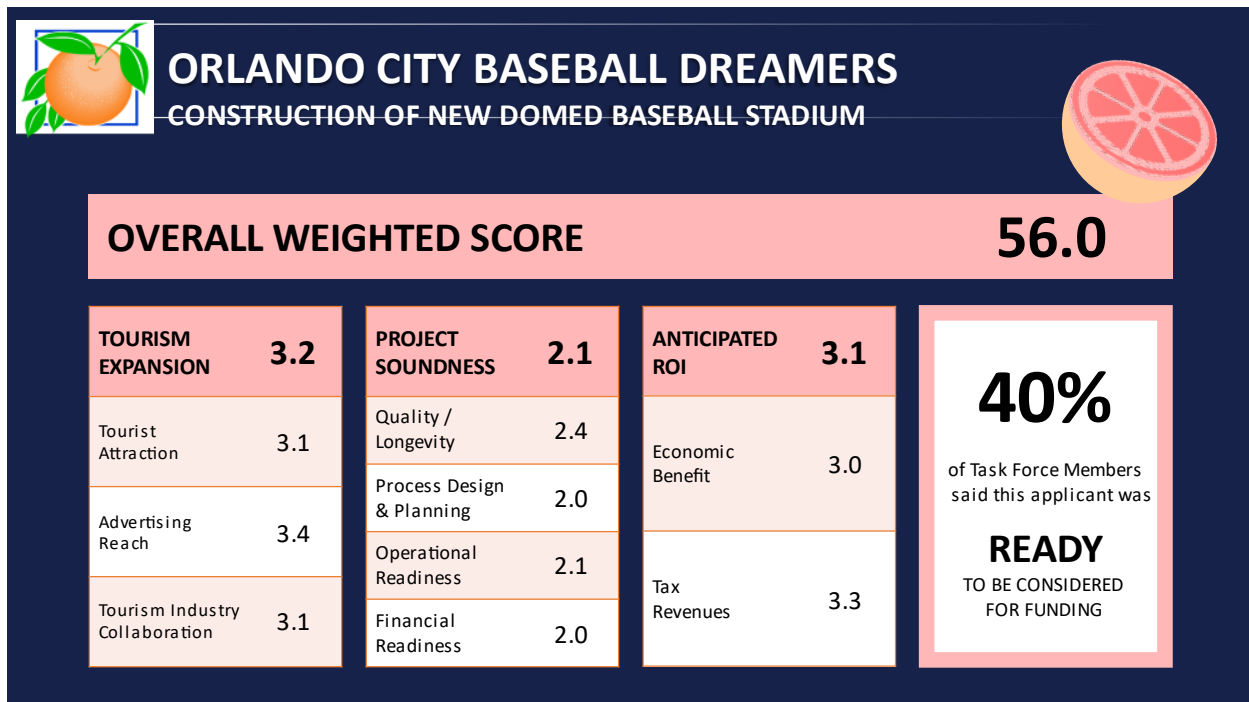 ORLANDO CITY BASEBALL DREAMERS
CONSTRUCTION OF NEW DOMED BASEBALL STADIUM
OVERALL WEIGHTED SCORE 56.0
TOURISM
EXPANSION
3.2
Tourist
Attraction
3.1
Advertising
Reach
3.4
Tourism Industry
Collaboration
3.1
PROJECT
SOUNDNESS
2.1
Quality /
Longevity
2.4
Process Design
& Planning
2.0
Operational
Readiness
2.1
Financial
Readiness
2.0
ANTICIPATED
ROI
3.1
Economic
Benefit
3.0
Tax
Revenues
3.3
40%
of Task Force Members
said this applicant was
READY
TO BE CONSIDERED
FOR FUNDING